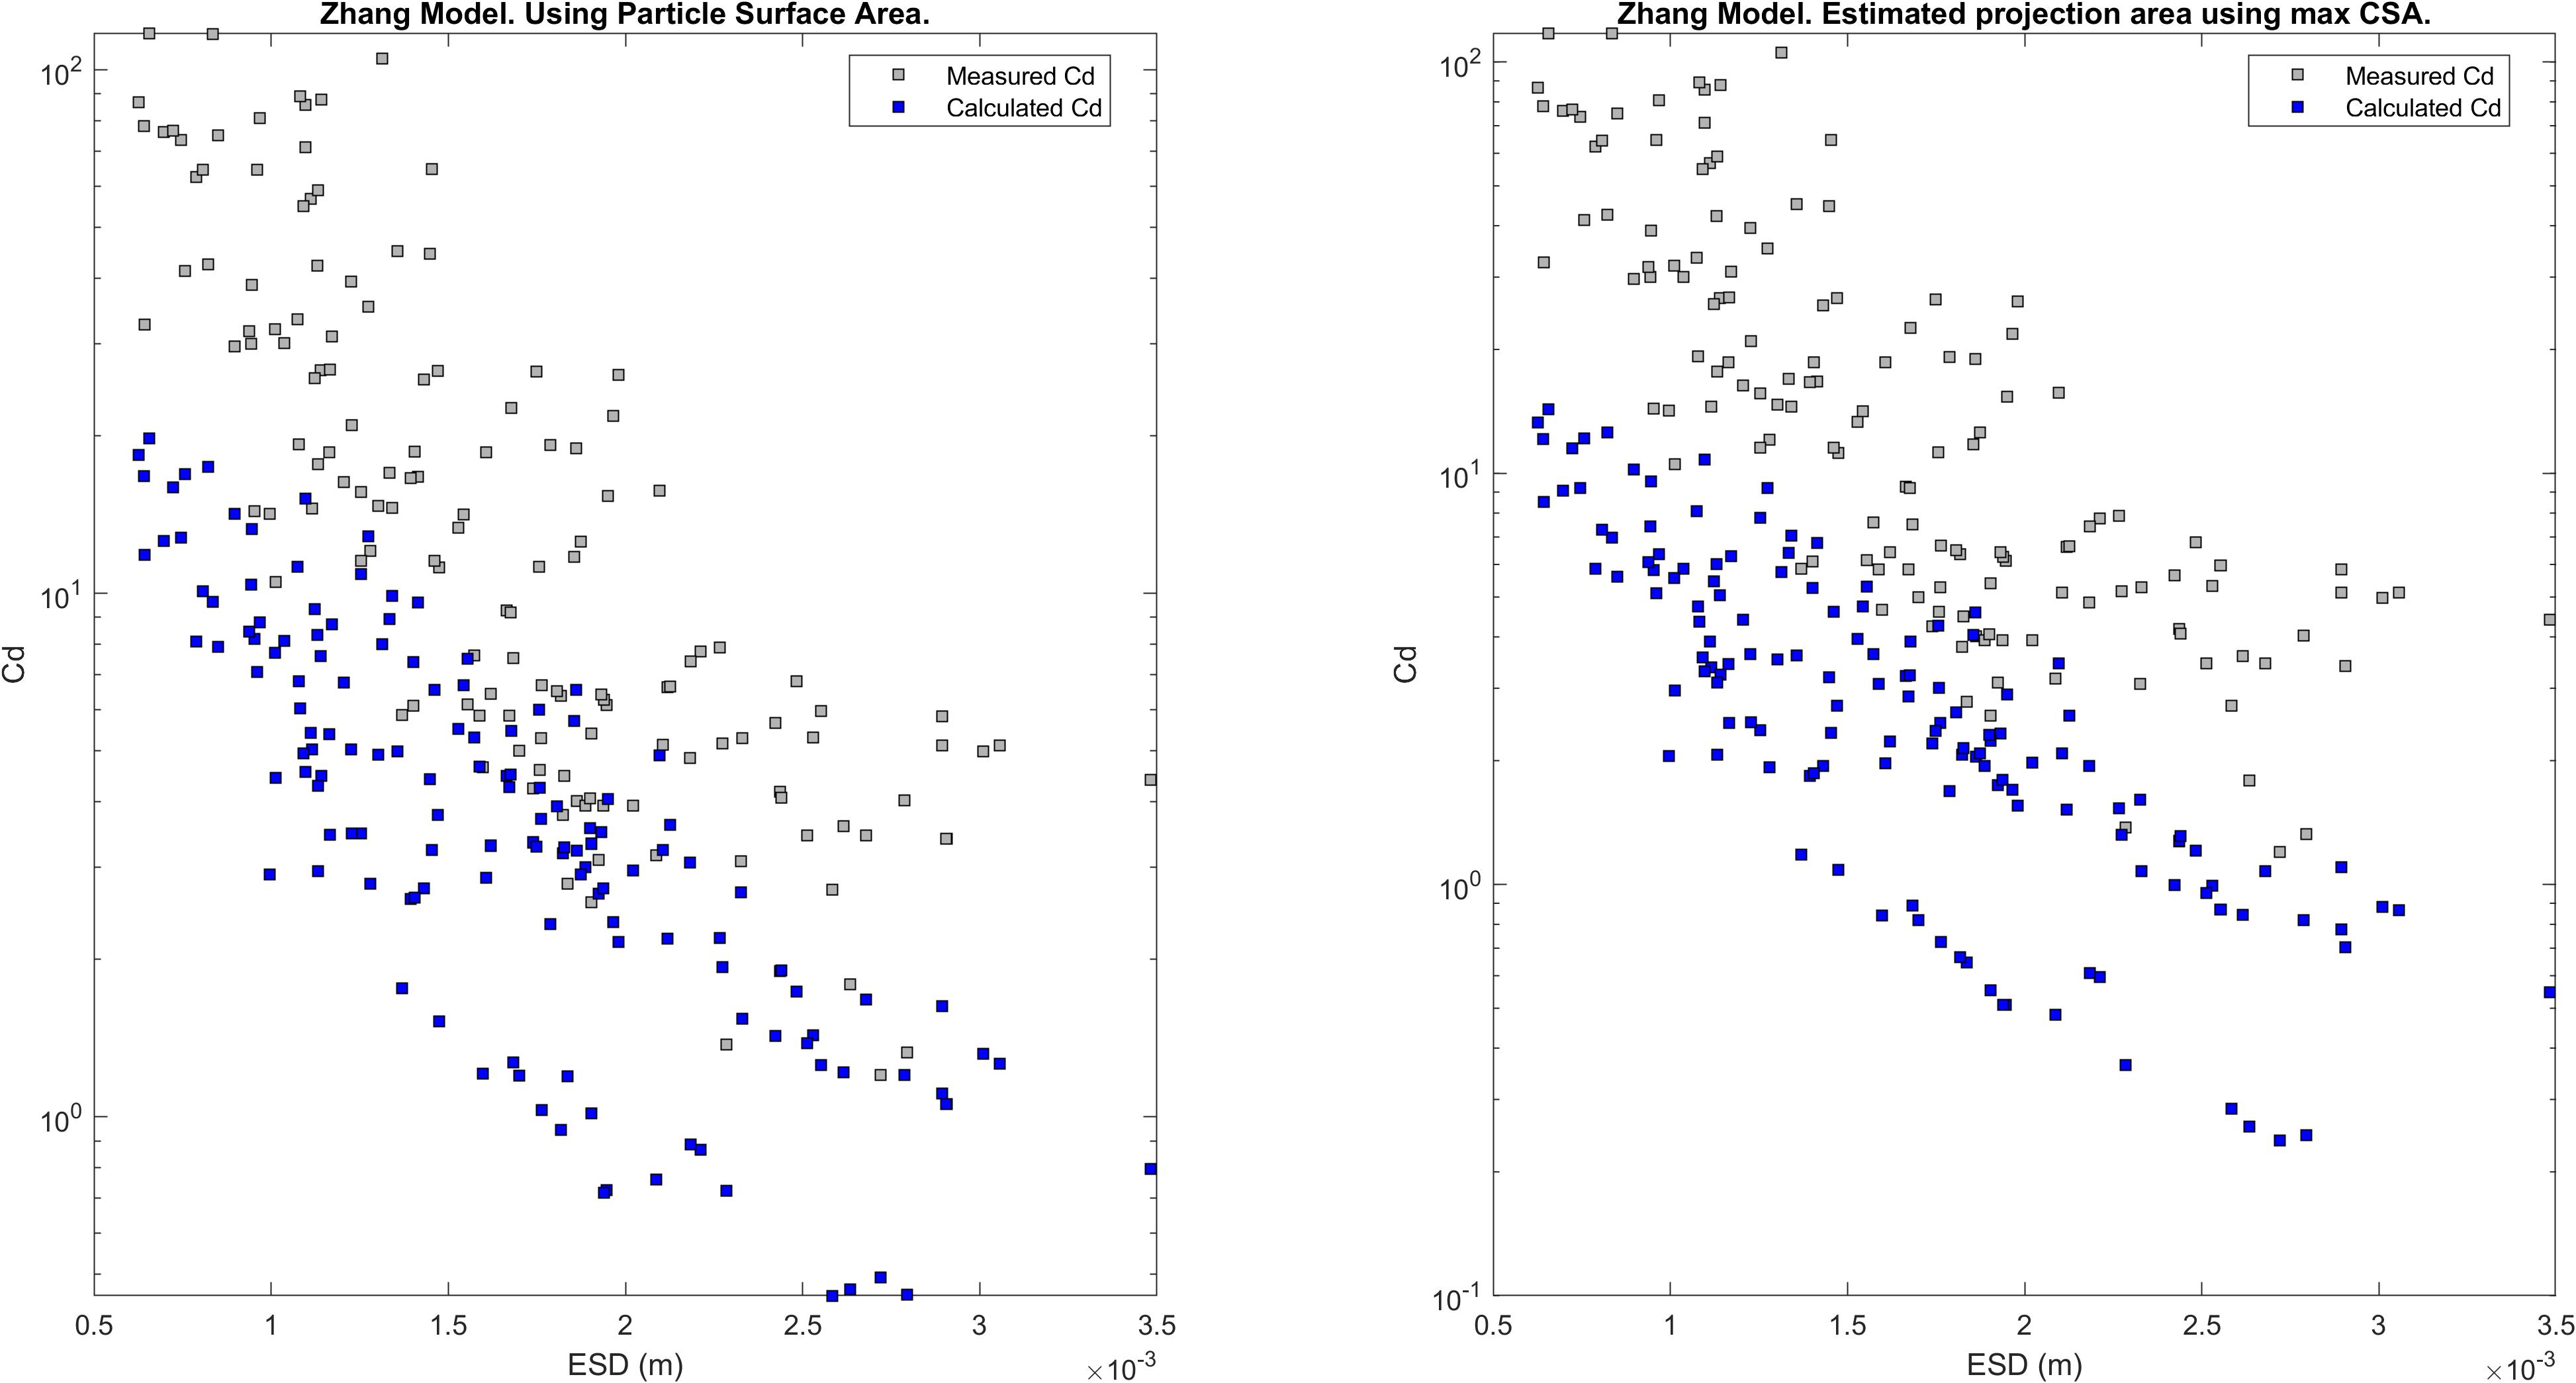 Zhang Model. Using Particle Surface Area.
Measured Cd
Calculated Cd
10^2
10^1
10^0
Cd
0.5 1 1.5 2 2.5 3 3.5
ESD (m)
×10^-3
Zhang Model. Estimated projection area using max CSA.
Measured Cd
Calculated Cd
10^2
10^1
10^0
10^-1
Cd
0.5 1 1.5 2 2.5 3 3.5
ESD (m)
×10^-3